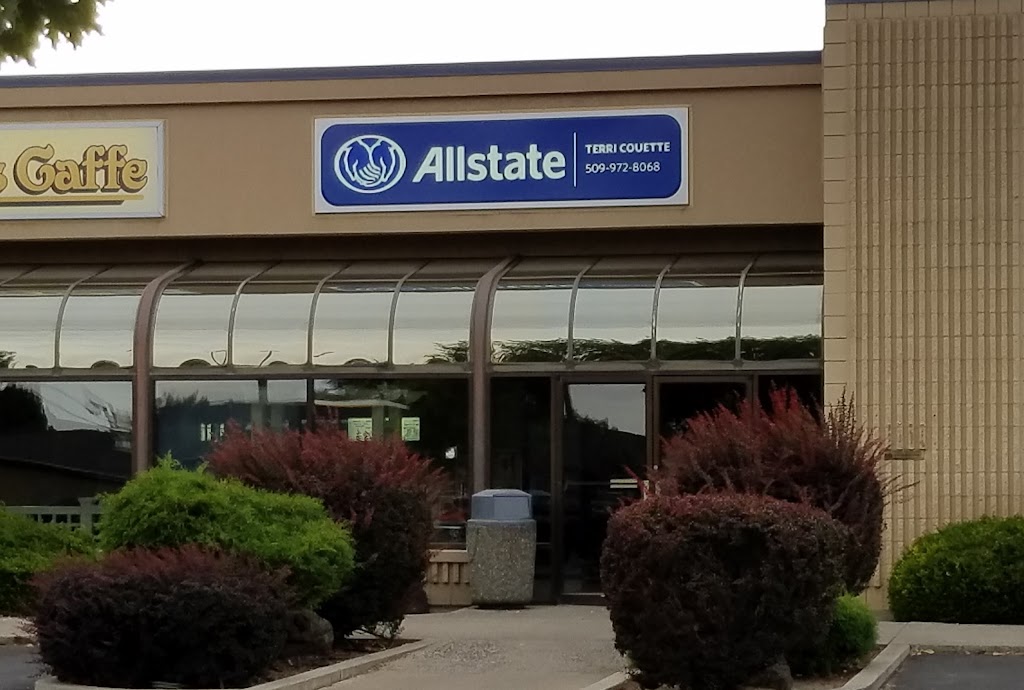 s Gaffe
Allstate
TERRI COUETTE
509-972-8068